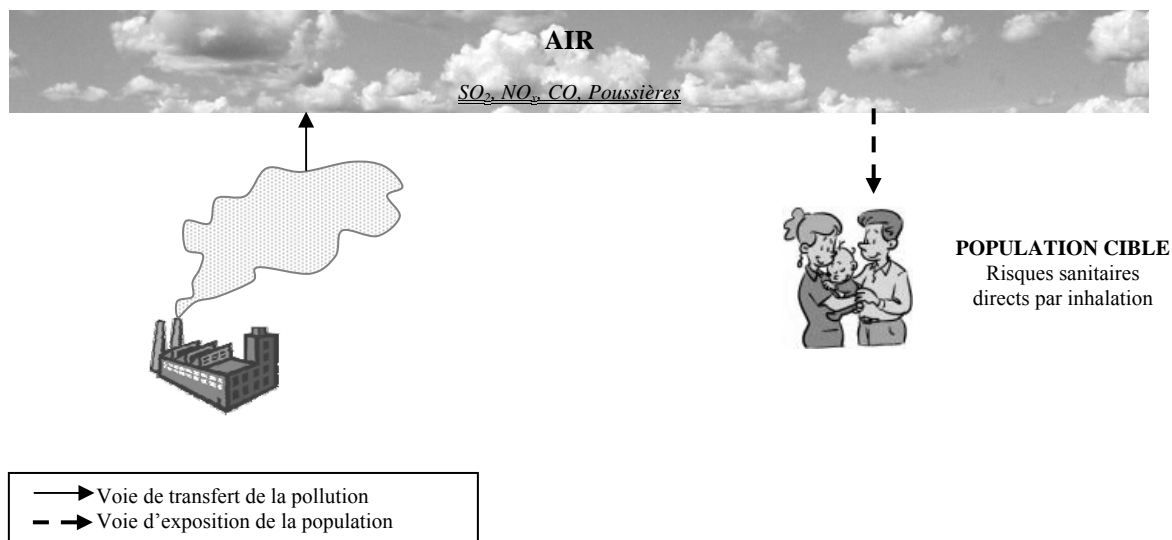 AIR
SO₂, NOₓ, CO, Poussières
POPULATION CIBLE
Risques sanitaires
directs par inhalation
Voie de transfert de la pollution
Voie d’exposition de la population